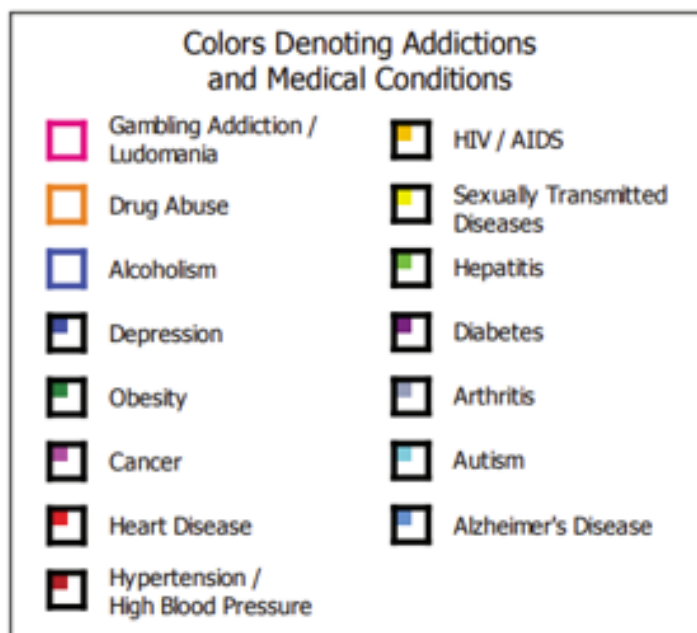 Colors Denoting Addictions
and Medical Conditions
Gambling Addiction /
Ludomania
Drug Abuse
Alcoholism
Depression
Obesity
Cancer
Heart Disease
Hypertension /
High Blood Pressure
HIV / AIDS
Sexually Transmitted
Diseases
Hepatitis
Diabetes
Arthritis
Autism
Alzheimer's Disease